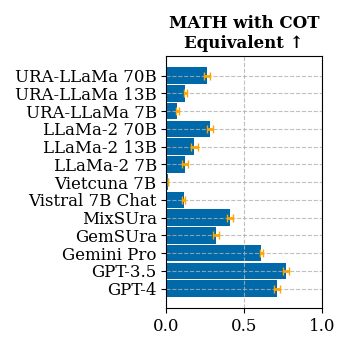 MATH with COT
Equivalent ↑
URA-LLaMa 70B
URA-LLaMa 13B
URA-LLaMa 7B
LLaMa-2 70B
LLaMa-2 13B
LLaMa-2 7B
Vietcuna 7B
Vistral 7B Chat
MixSUra
GemSUra
Gemini Pro
GPT-3.5
GPT-4
0.0 0.5 1.0